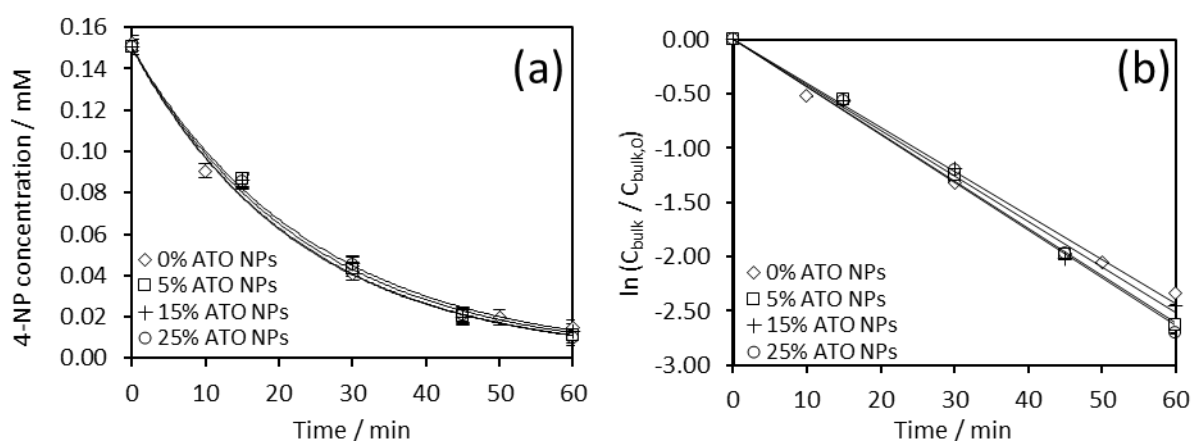 (a)
4-NP concentration / mM
0.16
0.14
0.12
0.10
0.08
0.06
0.04
0.02
0.00
0 10 20 30 40 50 60
Time / min
0% ATO NPs
5% ATO NPs
15% ATO NPs
25% ATO NPs
(b)
ln (C_bulk / C_bulk,O)
0.00
-0.50
-1.00
-1.50
-2.00
-2.50
-3.00
0 10 20 30 40 50 60
Time / min
0% ATO NPs
5% ATO NPs
15% ATO NPs
25% ATO NPs